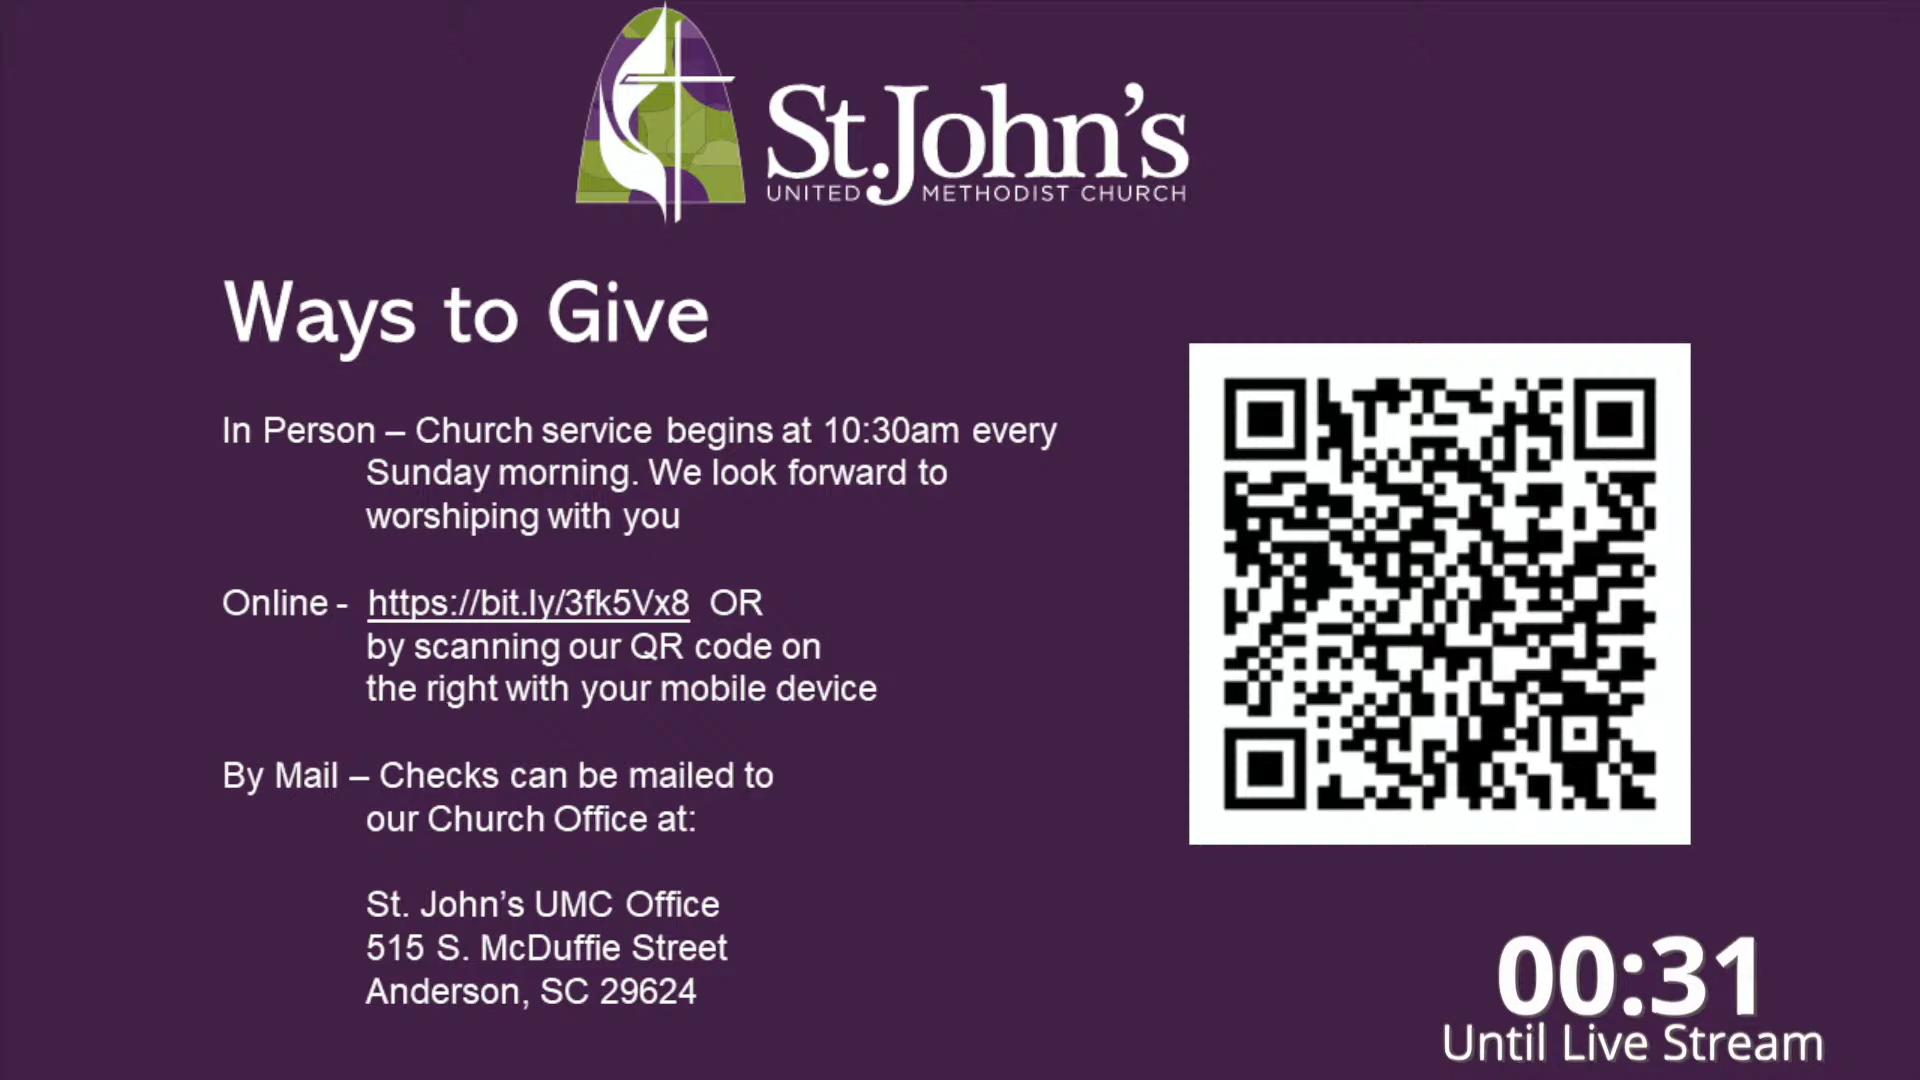 St. John’s
UNITED METHODIST CHURCH
Ways to Give
In Person – Church service begins at 10:30am every
Sunday morning. We look forward to
worshiping with you
Online - https://bit.ly/3fk5Vx8 OR
by scanning our QR code on
the right with your mobile device
By Mail – Checks can be mailed to
our Church Office at:
St. John’s UMC Office
515 S. McDuffie Street
Anderson, SC 29624
00:31
Until Live Stream